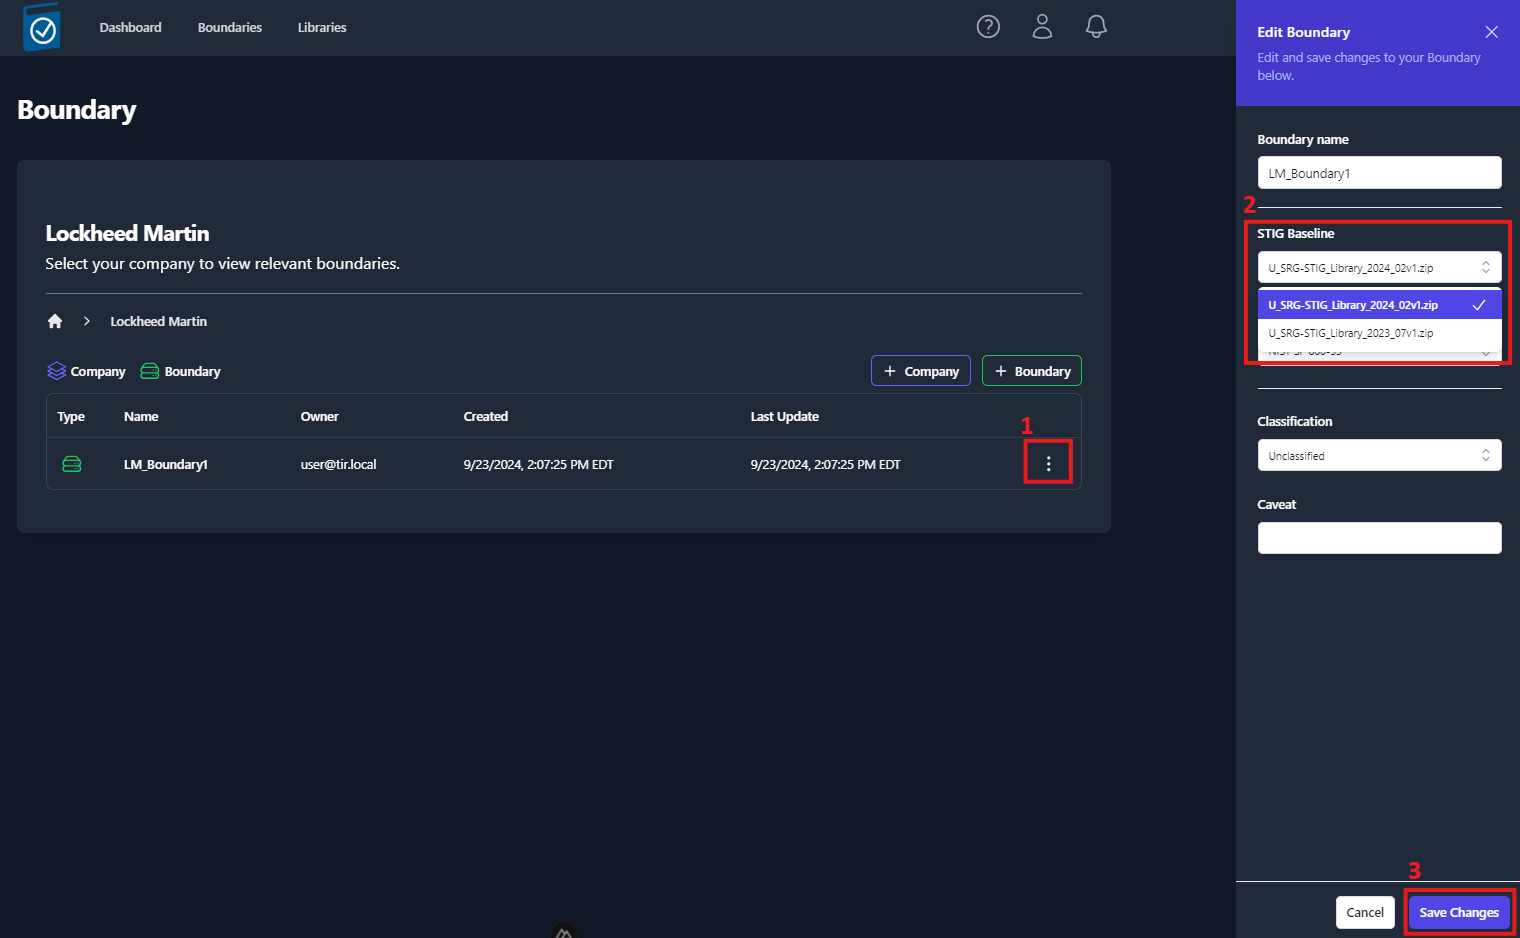 Dashboard
Boundaries
Libraries
Boundary
Lockheed Martin
Select your company to view relevant boundaries.
Lockheed Martin
Company
Boundary
+ Company
+ Boundary
Type Name Owner Created Last Update
1
LM_Boundary1 user@tir.local 9/23/2024, 2:07:25 PM EDT 9/23/2024, 2:07:25 PM EDT
Edit Boundary
Edit and save changes to your Boundary
below.
Boundary name
LM_Boundary1
2
STIG Baseline
U_SRG-STIG_Library_2024_02v1.zip
U_SRG-STIG_Library_2024_02v1.zip
U_SRG-STIG_Library_2023_07v1.zip
NIST SP 800-53
Classification
Unclassified
Caveat
3
Cancel
Save Changes